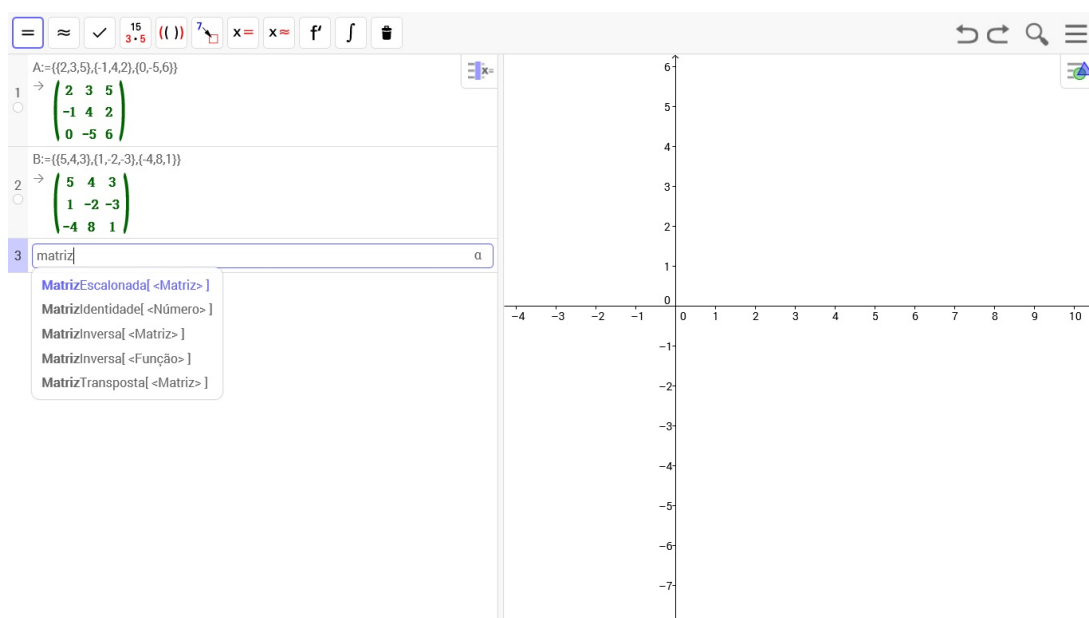 = ≈ ✓ 15 3·5 (( )) 7 x= x≈ f′ ∫
A:={{2,3,5},{-1,4,2},{0,-5,6}}
1 → 2 3 5
-1 4 2
0 -5 6
x=
B:={{5,4,3},{1,-2,-3},{-4,8,1}}
2 → 5 4 3
1 -2 -3
-4 8 1
3 matriz α
MatrizEscalonada[ <Matriz> ]
MatrizIdentidade[ <Número> ]
MatrizInversa[ <Matriz> ]
MatrizInversa[ <Função> ]
MatrizTransposta[ <Matriz> ]
6
5
4
3
2
1
0
-4 -3 -2 -1 0 1 2 3 4 5 6 7 8 9 10
-1
-2
-3
-4
-5
-6
-7